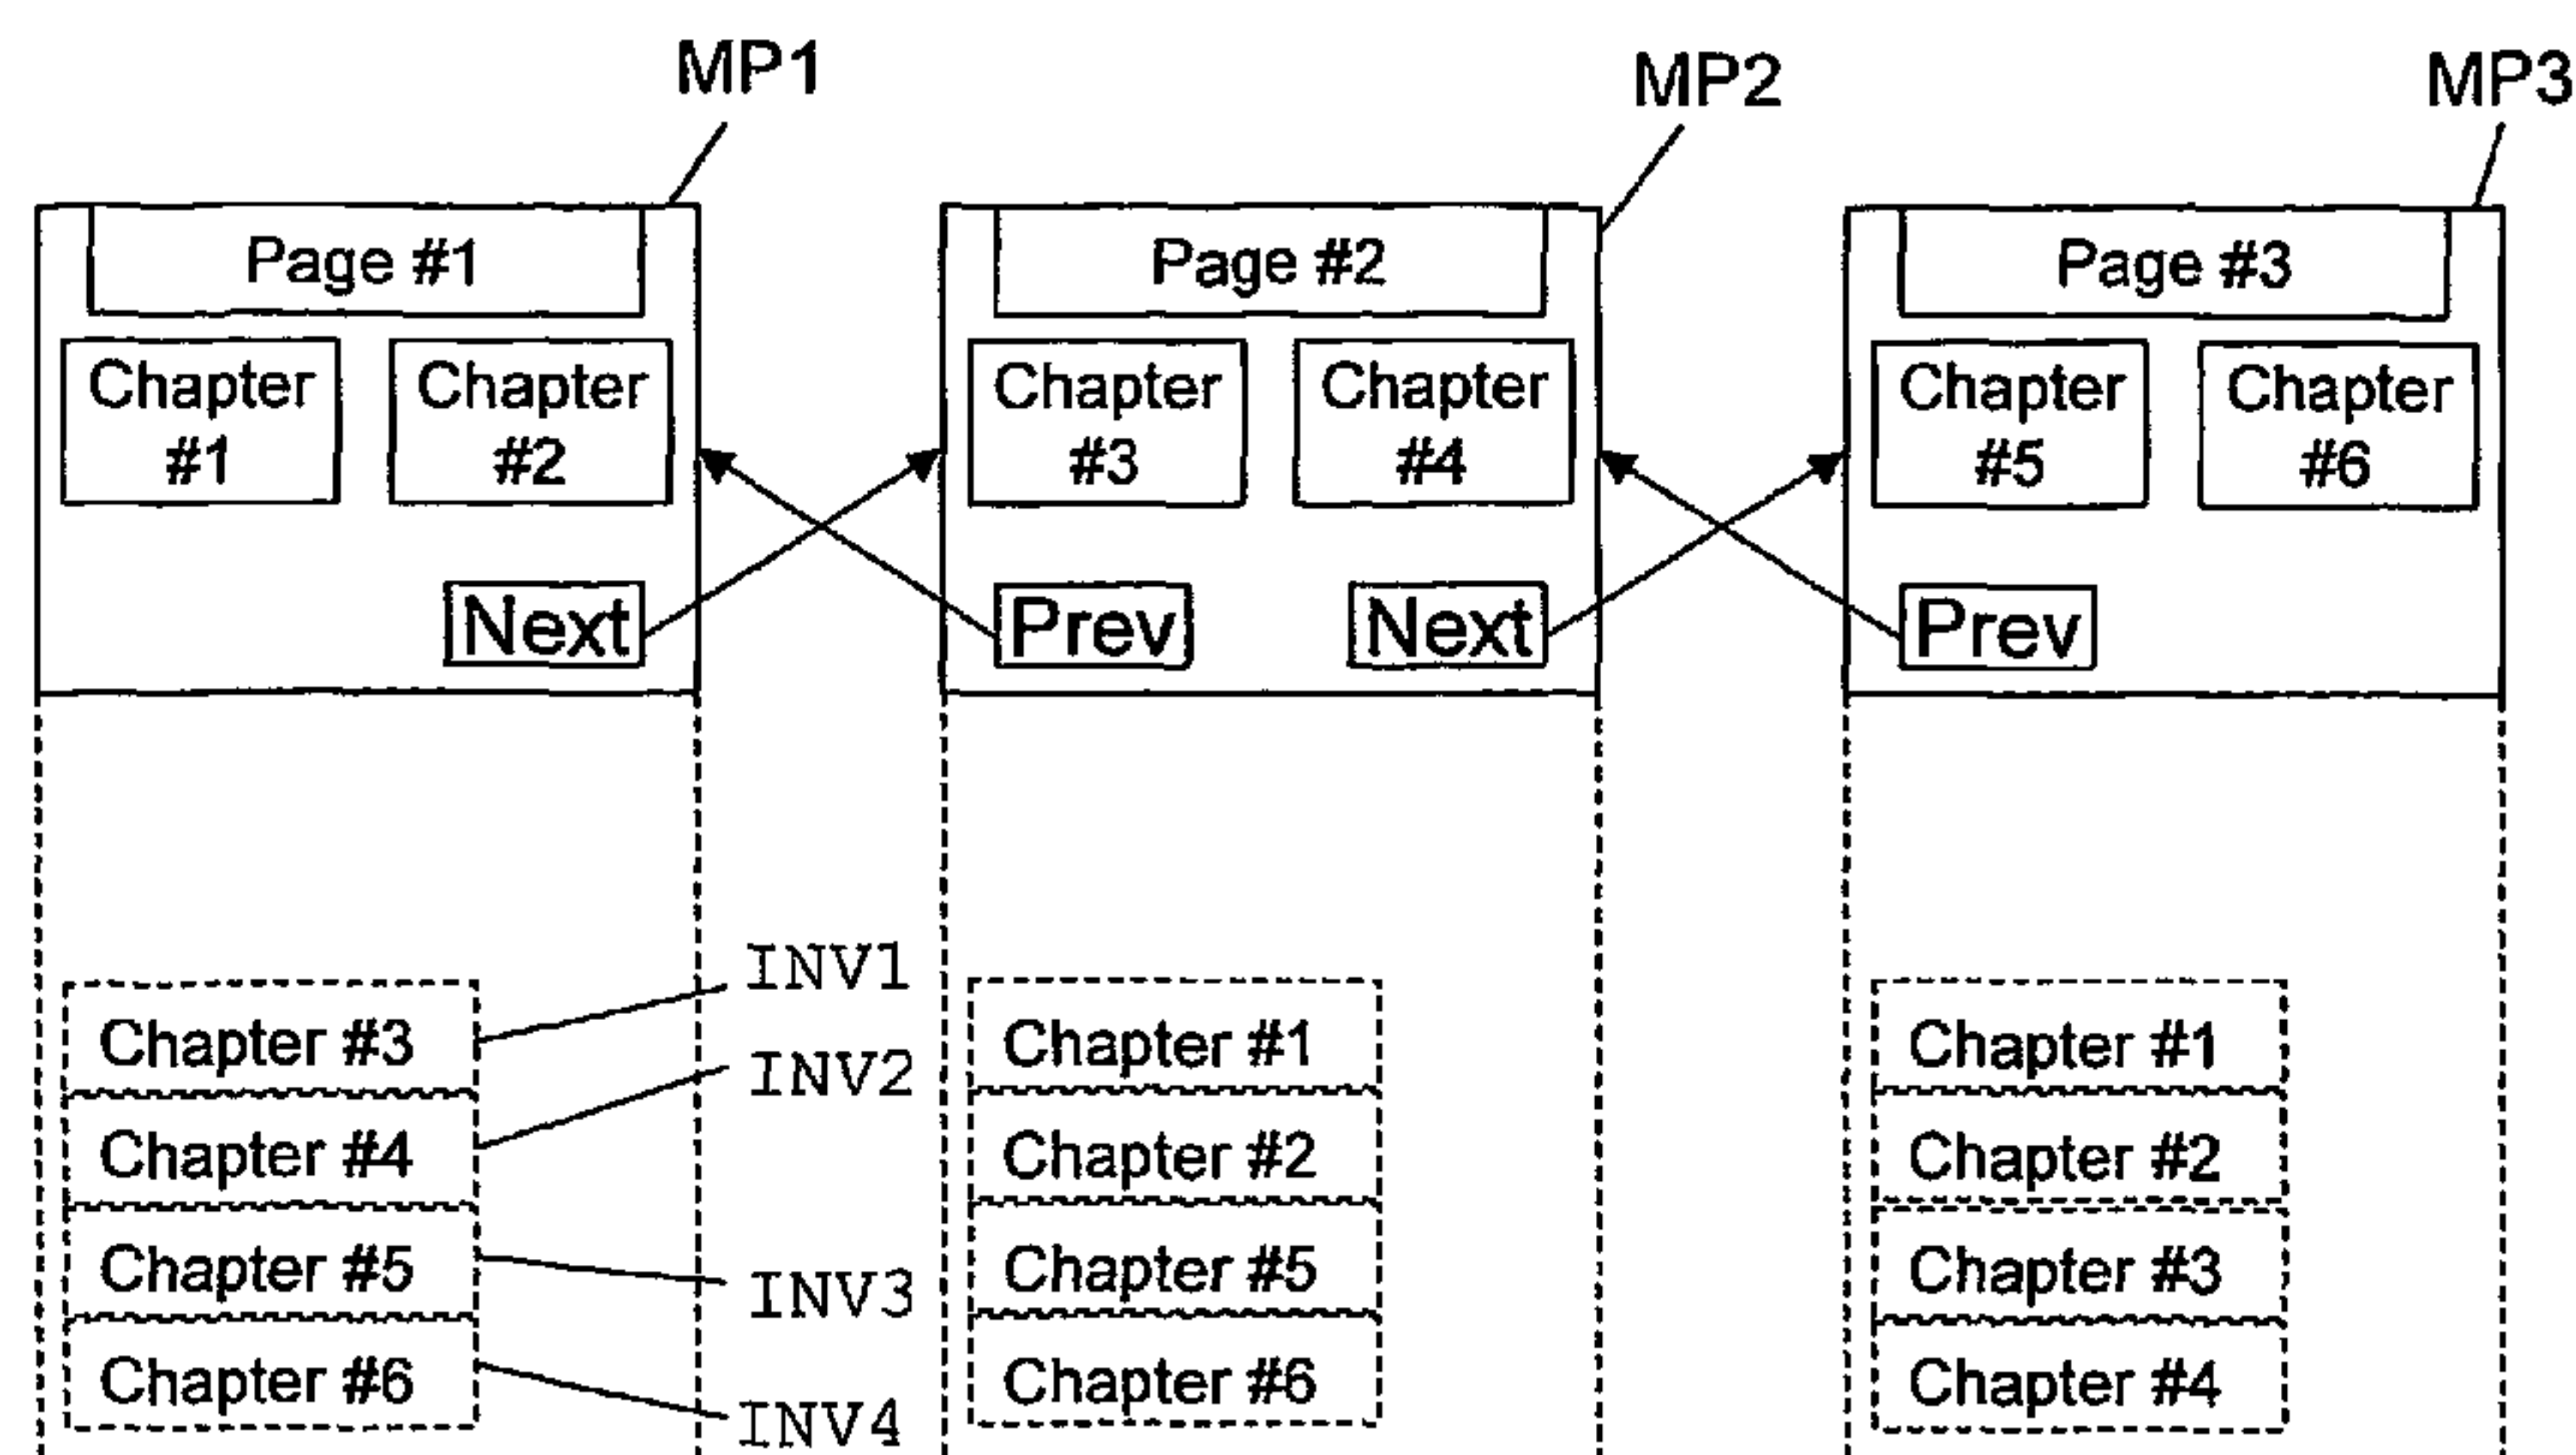 MP1
MP2
MP3
Page #1
Page #2
Page #3
Chapter
#1
Chapter
#2
Chapter
#3
Chapter
#4
Chapter
#5
Chapter
#6
Next
Prev
Next
Prev
Chapter #3
Chapter #4
Chapter #5
Chapter #6
INV1
INV2
INV3
INV4
Chapter #1
Chapter #2
Chapter #5
Chapter #6
Chapter #1
Chapter #2
Chapter #3
Chapter #4